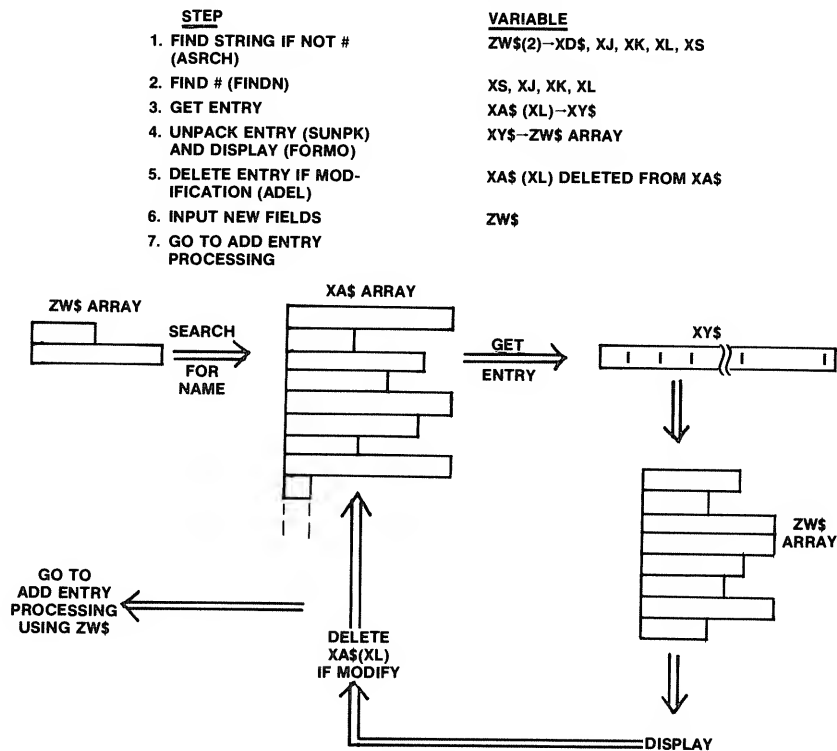 STEP VARIABLE
1. FIND STRING IF NOT # ZW$(2)→XD$, XJ, XK, XL, XS
(ASRCH)
2. FIND # (FINDN) XS, XJ, XK, XL
3. GET ENTRY XA$ (XL)→XY$
4. UNPACK ENTRY (SUNPK) XY$→ZW$ ARRAY
AND DISPLAY (FORMO)
5. DELETE ENTRY IF MOD- XA$ (XL) DELETED FROM XA$
IFICATION (ADEL)
6. INPUT NEW FIELDS ZW$
7. GO TO ADD ENTRY
PROCESSING
ZW$ ARRAY
SEARCH
FOR
NAME
XA$ ARRAY
GET
ENTRY
XY$
ZW$
ARRAY
GO TO
ADD ENTRY
PROCESSING
USING ZW$
DELETE
XA$(XL)
IF MODIFY
DISPLAY